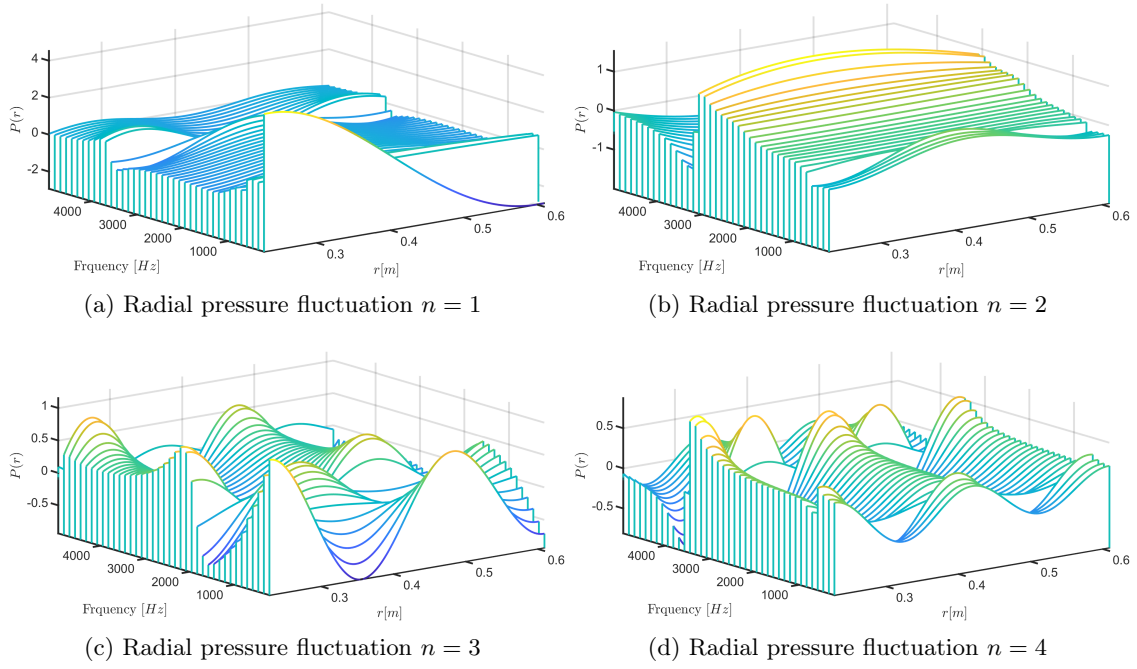 4
2
0
-2
P(r)
4000
3000
2000
1000
Frquency [Hz]
0.3
0.4
0.5
0.6
r[m]
(a) Radial pressure fluctuation n = 1
1
0
-1
P(r)
4000
3000
2000
1000
Frquency [Hz]
0.3
0.4
0.5
0.6
r[m]
(b) Radial pressure fluctuation n = 2
1
0.5
0
-0.5
P(r)
4000
3000
2000
1000
Frquency [Hz]
0.3
0.4
0.5
0.6
r[m]
(c) Radial pressure fluctuation n = 3
0.5
0
-0.5
P(r)
4000
3000
2000
1000
Frquency [Hz]
0.3
0.4
0.5
0.6
r[m]
(d) Radial pressure fluctuation n = 4